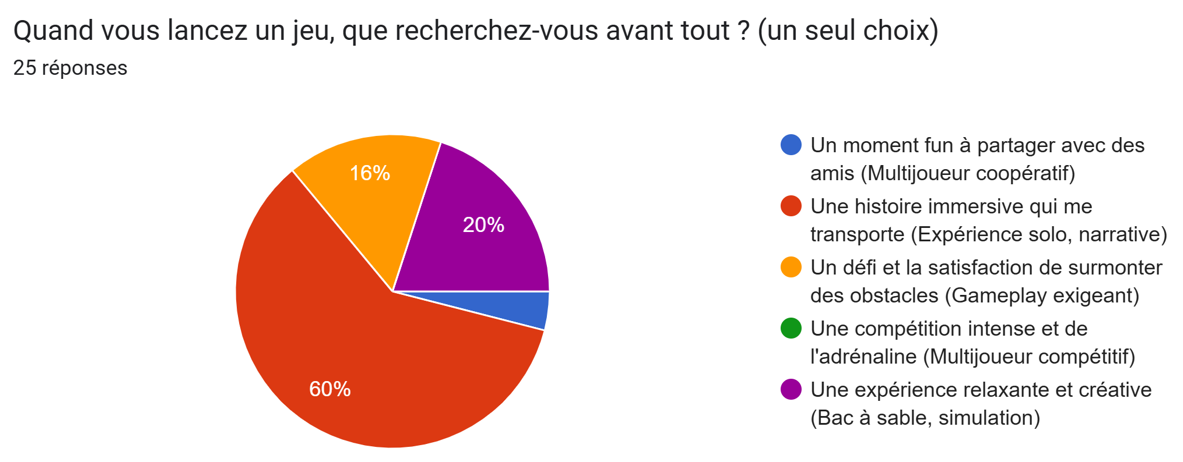 Quand vous lancez un jeu, que recherchez-vous avant tout ? (un seul choix)
25 réponses
16%
20%
60%
Un moment fun à partager avec des
amis (Multijoueur coopératif)
Une histoire immersive qui me
transporte (Expérience solo, narrative)
Un défi et la satisfaction de surmonter
des obstacles (Gameplay exigeant)
Une compétition intense et de
l'adrénaline (Multijoueur compétitif)
Une expérience relaxante et créative
(Bac à sable, simulation)